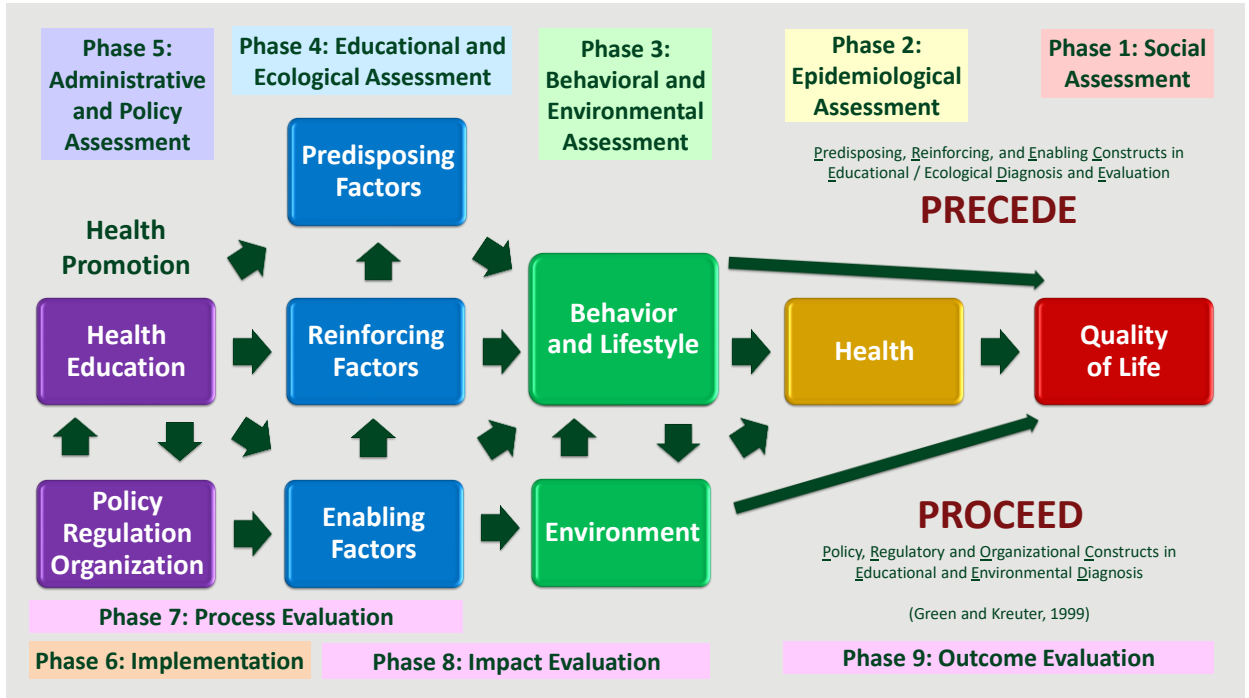 Phase 5:
Administrative
and Policy
Assessment
Phase 4: Educational and
Ecological Assessment
Phase 3:
Behavioral and
Environmental
Assessment
Phase 2:
Epidemiological
Assessment
Phase 1: Social
Assessment
Predisposing
Factors
Predisposing, Reinforcing, and Enabling Constructs in
Educational / Ecological Diagnosis and Evaluation
PRECEDE
Health
Promotion
Health
Education
Reinforcing
Factors
Behavior
and Lifestyle
Health
Quality
of Life
Policy
Regulation
Organization
Enabling
Factors
Environment
PROCEED
Policy, Regulatory and Organizational Constructs in
Educational and Environmental Diagnosis
(Green and Kreuter, 1999)
Phase 7: Process Evaluation
Phase 6: Implementation
Phase 8: Impact Evaluation
Phase 9: Outcome Evaluation